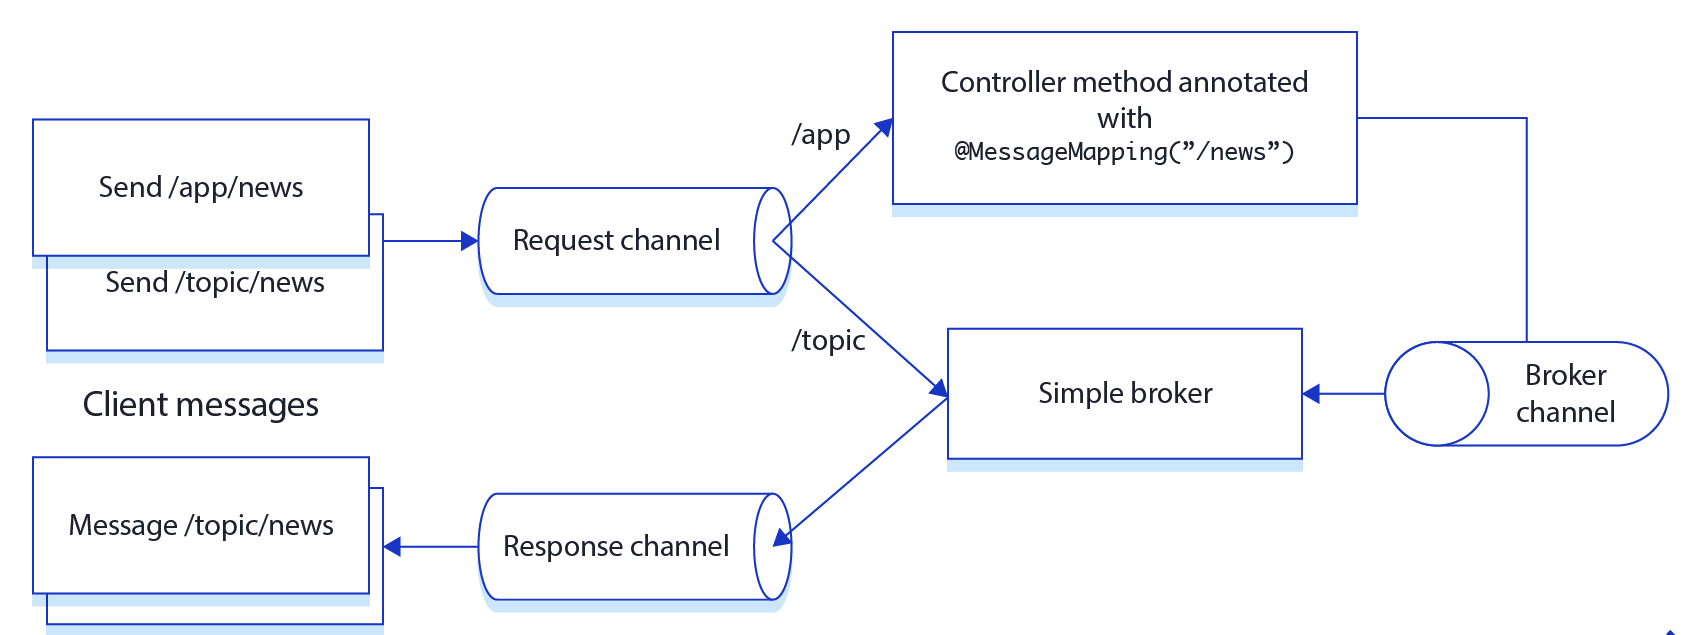 Send /app/news
Send /topic/news
Client messages
Message /topic/news
Request channel
Response channel
/app
/topic
Controller method annotated
with
@MessageMapping(”/news”)
Simple broker
Broker
channel